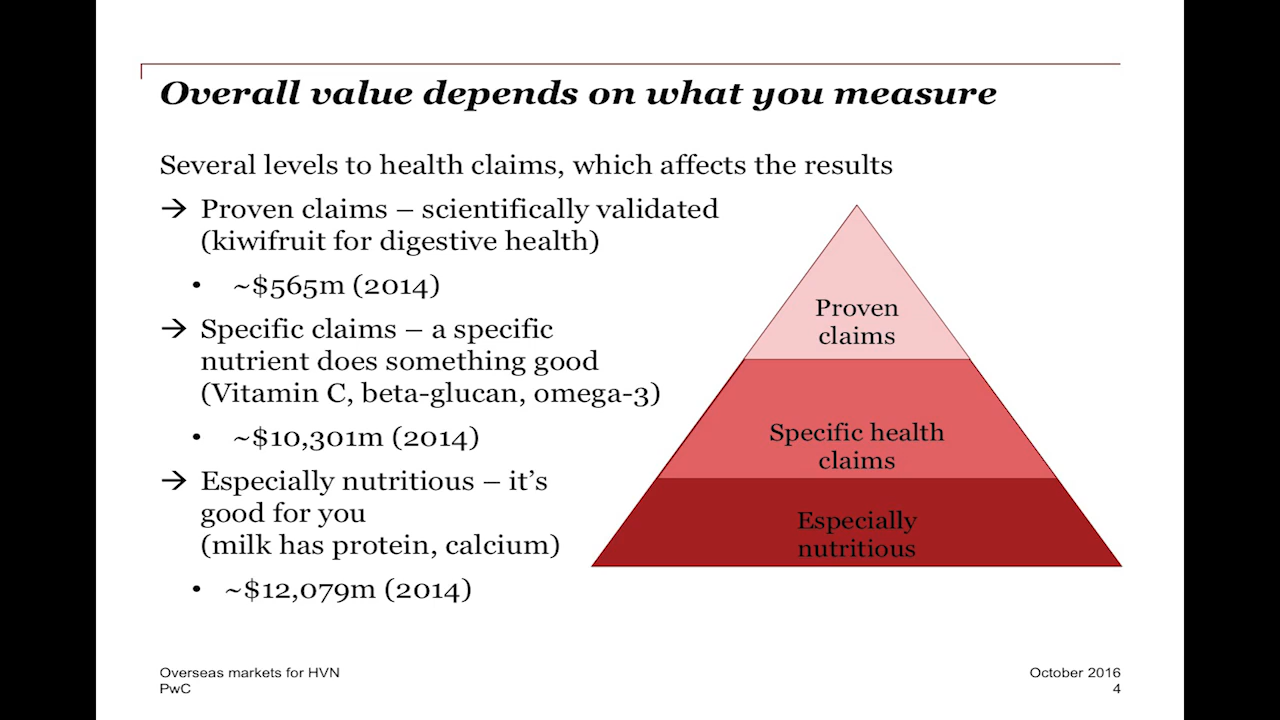 Overall value depends on what you measure
Several levels to health claims, which affects the results
→ Proven claims – scientifically validated
(kiwifruit for digestive health)
• ~$565m (2014)
→ Specific claims – a specific
nutrient does something good
(Vitamin C, beta-glucan, omega-3)
• ~$10,301m (2014)
→ Especially nutritious – it’s
good for you
(milk has protein, calcium)
• ~$12,079m (2014)
Proven
claims
Specific health
claims
Especially
nutritious
Overseas markets for HVN
PwC
October 2016
4